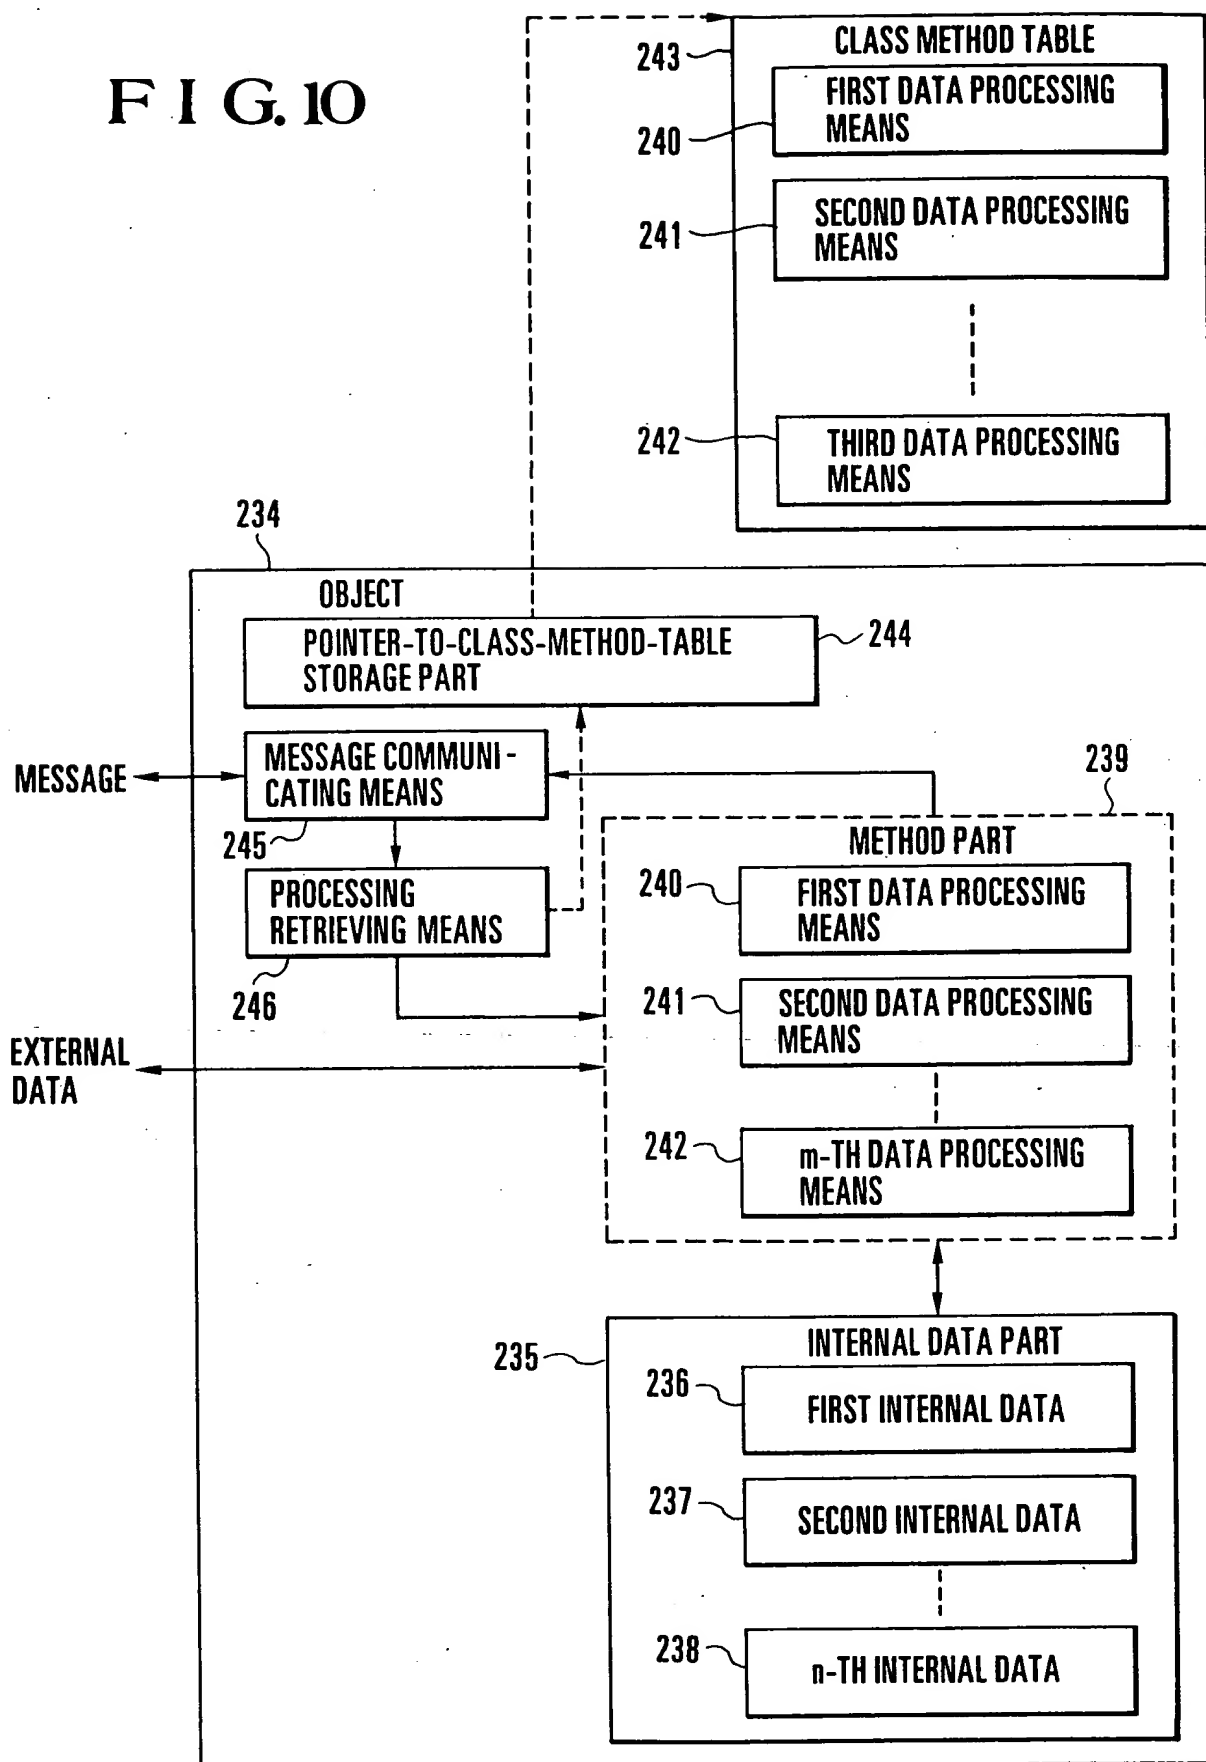 FIG. 10
243
CLASS METHOD TABLE
240
FIRST DATA PROCESSING
MEANS
241
SECOND DATA PROCESSING
MEANS
242
THIRD DATA PROCESSING
MEANS
234
OBJECT
POINTER-TO-CLASS-METHOD-TABLE
STORAGE PART
244
MESSAGE
MESSAGE COMMUNI-
CATING MEANS
245
PROCESSING
RETRIEVING MEANS
246
239
METHOD PART
240
FIRST DATA PROCESSING
MEANS
241
SECOND DATA PROCESSING
MEANS
242
m-TH DATA PROCESSING
MEANS
EXTERNAL
DATA
235
INTERNAL DATA PART
236
FIRST INTERNAL DATA
237
SECOND INTERNAL DATA
238
n-TH INTERNAL DATA